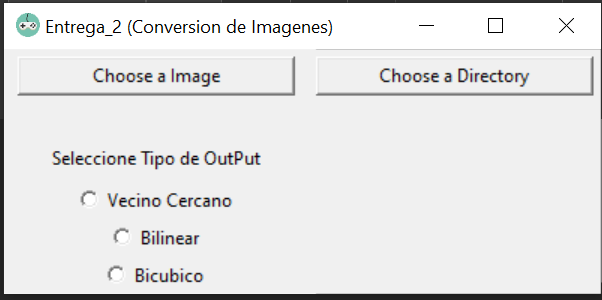 Entrega_2 (Conversion de Imagenes)
Choose a Image
Choose a Directory
Seleccione Tipo de OutPut
Vecino Cercano
Bilinear
Bicubico